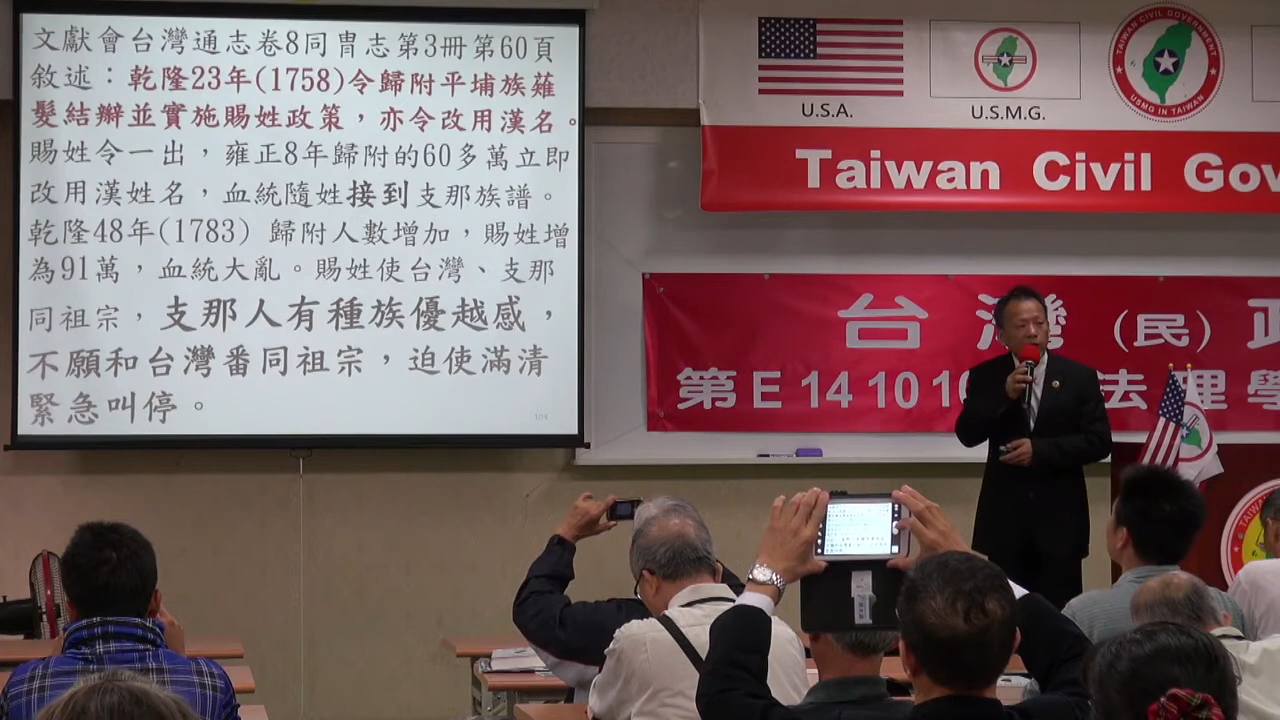 文獻會台灣通志卷8同冑志第3冊第60頁
敘述：乾隆23年(1758)令歸附平埔族薙
髮結辮並實施賜姓政策，亦令改用漢名。
賜姓令一出，雍正8年歸附的60多萬立即
改用漢姓名，血統隨姓接到支那族譜。
乾隆48年(1783) 歸附人數增加，賜姓增
為91萬，血統大亂。賜姓使台灣、支那
同祖宗，支那人有種族優越感，
不願和台灣番同祖宗，迫使滿清
緊急叫停。
104
U.S.A.
U.S.M.G.
TAIWAN CIVIL GOVERNMENT
USMG IN TAIWAN
Taiwan Civil Gov
台灣(民)政
第E 14 10 10 法理學
TAIWAN